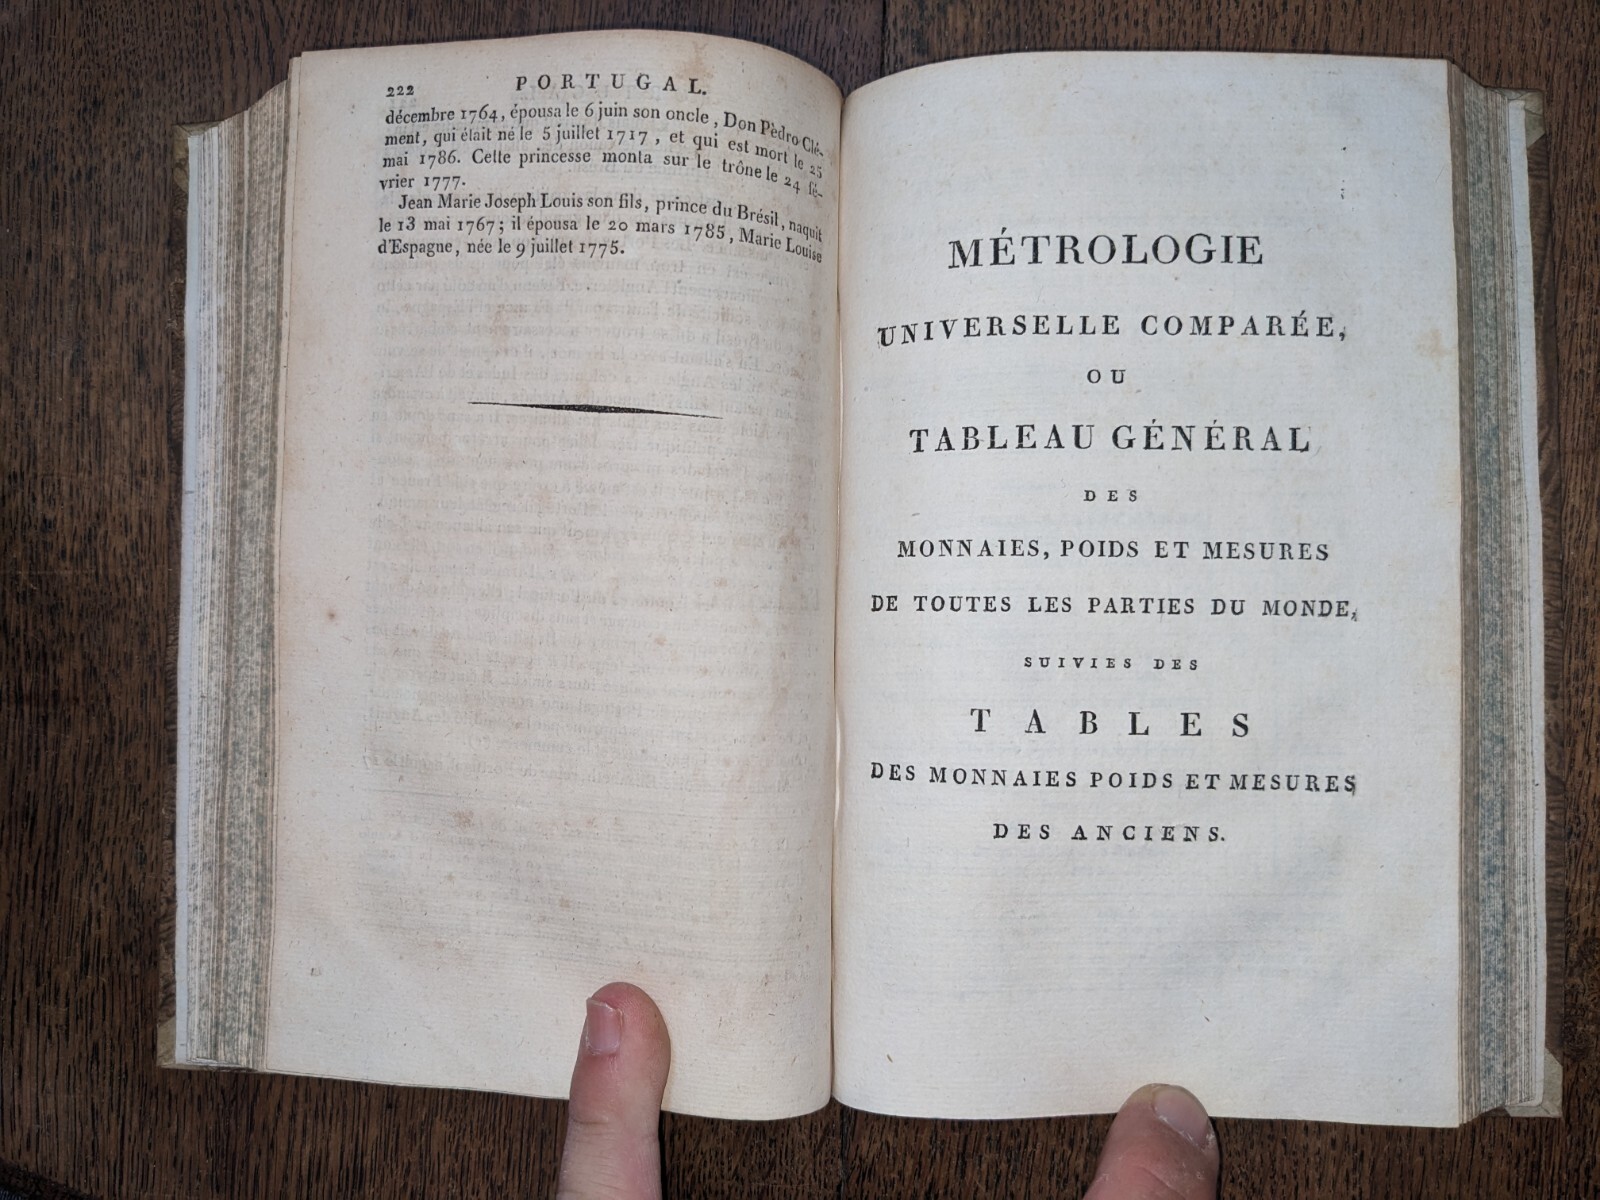 222 PORTUGAL.
décembre 1764, épousa le 6 juin son oncle, Don Pèdro Clé-
ment, qui était né le 5 juillet 1717, et qui est mort le 25
mai 1786. Cette princesse monta sur le trône le 24 fé-
vrier 1777.
Jean Marie Joseph Louis son fils, prince du Brésil, naquit
le 13 mai 1767; il épousa le 20 mars 1785, Marie Louise
d'Espagne, née le 9 juillet 1775.
MÉTROLOGIE
UNIVERSELLE COMPARÉE,
OU
TABLEAU GÉNÉRAL
DES
MONNAIES, POIDS ET MESURES
DE TOUTES LES PARTIES DU MONDE,
SUIVIES DES
TABLES
DES MONNAIES POIDS ET MESURES
DES ANCIENS.